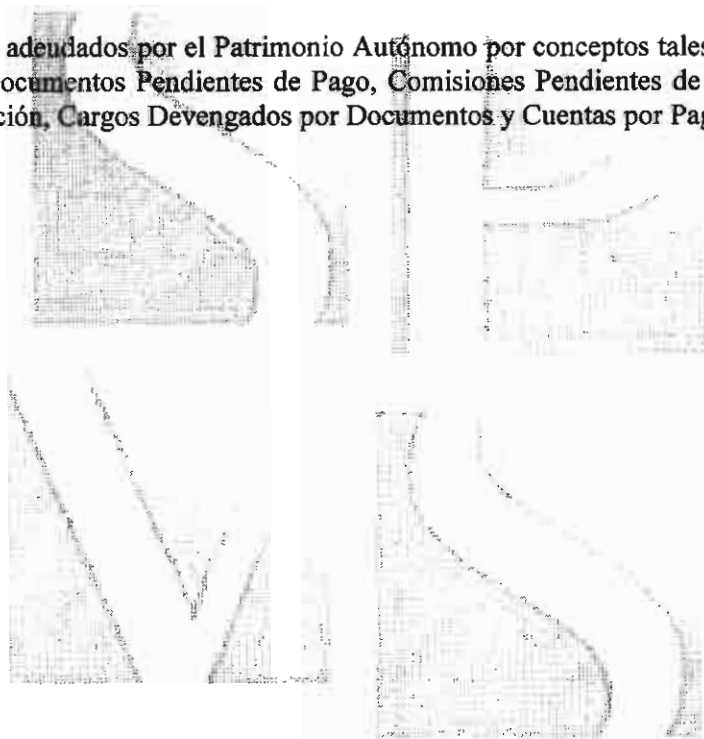 adeudados por el Patrimonio Autónomo por conceptos tales
ocumentos Pendientes de Pago, Comisiones Pendientes de
ción, Cargos Devengados por Documentos y Cuentas por Pag